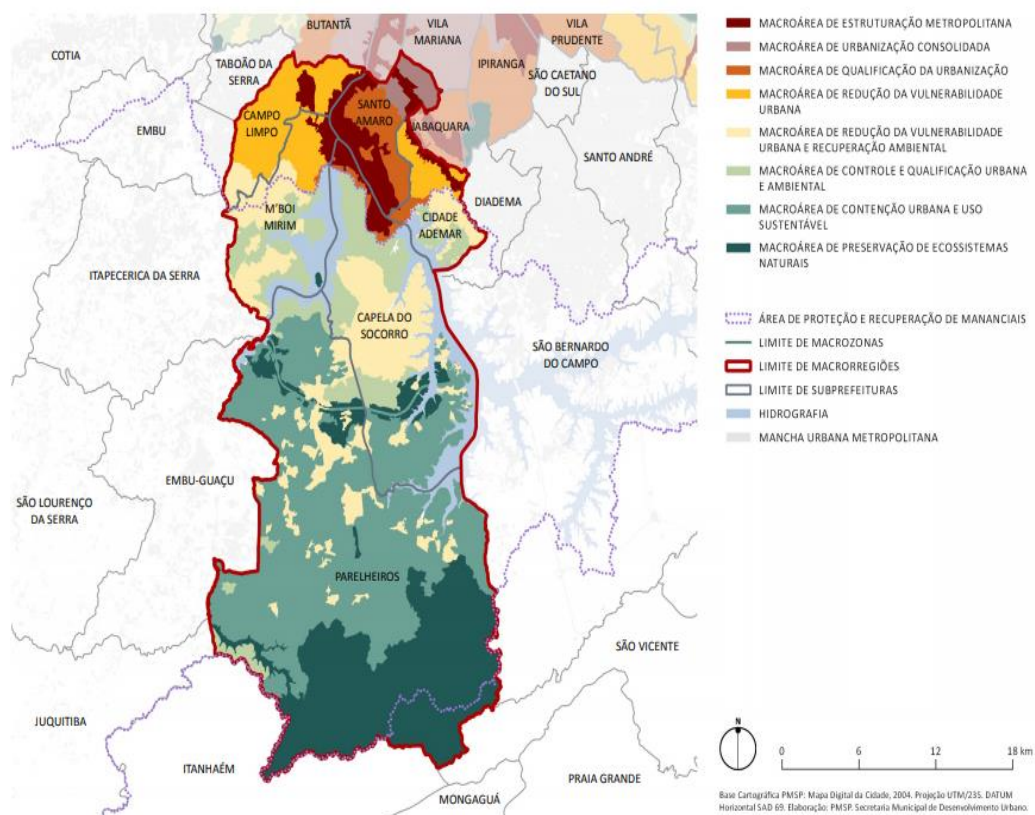 BUTANTÃ
VILA
MARIANA
VILA
PRUDENTE
COTIA
TABOÃO DA
SERRA
IPIRANGA
SÃO CAETANO
DO SUL
CAMPO
LIMPO
SANTO
AMARO
JABAQUARA
EMBU
SANTO ANDRÉ
M'BOI
MIRIM
CIDADE
ADEMAR
DIADEMA
ITAPECERICA DA SERRA
CAPELA DO
SOCORRO
SÃO BERNARDO
DO CAMPO
EMBU-GUAÇU
SÃO LOURENÇO
DA SERRA
PARELHEIROS
SÃO VICENTE
JUQUITIBA
ITANHAÉM
PRAIA GRANDE
MONGAGUÁ
MACROÁREA DE ESTRUTURAÇÃO METROPOLITANA
MACROÁREA DE URBANIZAÇÃO CONSOLIDADA
MACROÁREA DE QUALIFICAÇÃO DA URBANIZAÇÃO
MACROÁREA DE REDUÇÃO DA VULNERABILIDADE
URBANA
MACROÁREA DE REDUÇÃO DA VULNERABILIDADE
URBANA E RECUPERAÇÃO AMBIENTAL
MACROÁREA DE CONTROLE E QUALIFICAÇÃO URBANA
E AMBIENTAL
MACROÁREA DE CONTENÇÃO URBANA E USO
SUSTENTÁVEL
MACROÁREA DE PRESERVAÇÃO DE ECOSSISTEMAS
NATURAIS
ÁREA DE PROTEÇÃO E RECUPERAÇÃO DE MANANCIAIS
LIMITE DE MACROZONAS
LIMITE DE MACRORREGIÕES
LIMITE DE SUBPREFEITURAS
HIDROGRAFIA
MANCHA URBANA METROPOLITANA
N
0 6 12 18 km
Base Cartográfica PMSP: Mapa Digital da Cidade, 2004. Projeção UTM/23S. DATUM
Horizontal SAD 69. Elaboração: PMSP. Secretaria Municipal de Desenvolvimento Urbano.